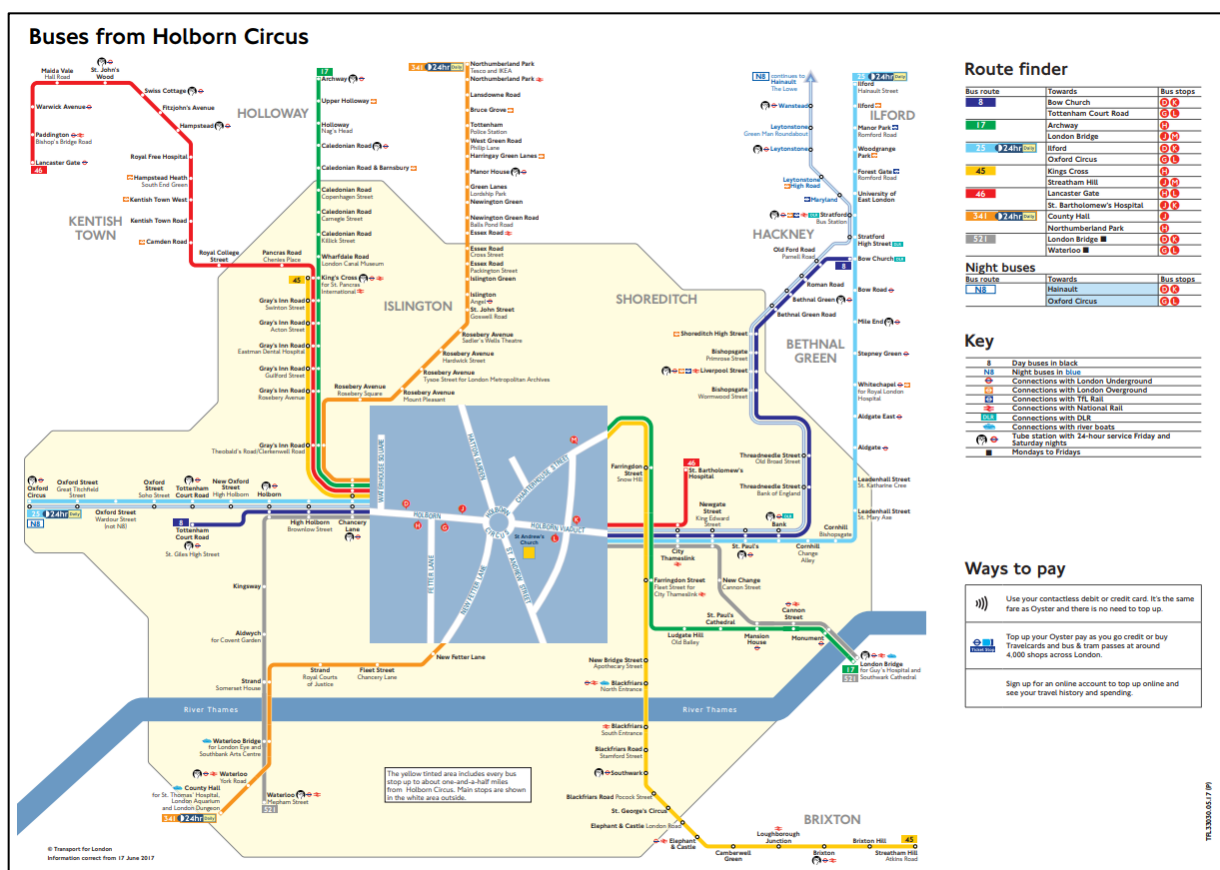 Buses from Holborn Circus
Maida Vale
Hall Road
St. John's
Wood
Swiss Cottage
Fitzjohn's Avenue
Warwick Avenue
Hampstead
Paddington
Bishop's Bridge Road
Royal Free Hospital
Lancaster Gate
46
Hampstead Heath
South End Green
Kentish Town West
KENTISH
TOWN
Kentish Town Road
Camden Road
Royal College
Street
Pancras Road
Chenies Place
HOLLOWAY
17
Archway
Upper Holloway
Holloway
Nag's Head
Caledonian Road
Caledonian Road & Barnsbury
Caledonian Road
Copenhagen Street
Caledonian Road
Carnegie Street
Caledonian Road
Killick Street
Wharfdale Road
London Canal Museum
45
King's Cross
for St. Pancras
International
Gray's Inn Road
Swinton Street
Gray's Inn Road
Acton Street
Gray's Inn Road
Eastman Dental Hospital
Gray's Inn Road
Guilford Street
Gray's Inn Road
Rosebery Avenue
Gray's Inn Road
Theobald's Road/Clerkenwell Road
341 24hr Daily
Northumberland Park
Tesco and IKEA
Northumberland Park
Lansdowne Road
Bruce Grove
Tottenham
Police Station
West Green Road
Philip Lane
Harringay Green Lanes
Manor House
Green Lanes
Lordship Park
Newington Green
Newington Green Road
Balls Pond Road
Essex Road
Essex Road
Cross Street
Essex Road
Packington Street
Islington Green
Islington
Angel
St. John Street
Goswell Road
ISLINGTON
Rosebery Avenue
Sadler's Wells Theatre
Rosebery Avenue
Hardwick Street
Rosebery Avenue
Tysoe Street for London Metropolitan Archives
Rosebery Avenue
Mount Pleasant
Rosebery Avenue
Rosebery Square
N8 continues to
Hainault
The Lowe
Wanstead
Leytonstone
Green Man Roundabout
Leytonstone
Leytonstone
High Road
Maryland
Stratford
Bus Station
25 24hr Daily
Ilford
Hainault Street
Ilford
ILFORD
Manor Park
Romford Road
Woodgrange
Park
Forest Gate
Romford Road
University of
East London
Stratford
High Street DLR
HACKNEY
Old Ford Road
Parnell Road
8
Bow Church DLR
Roman Road
Bethnal Green
Bethnal Green Road
Bow Road
Mile End
BETHNAL
GREEN
Stepney Green
Whitechapel
for Royal London
Hospital
Aldgate East
Aldgate
Leadenhall Street
St. Katharine Cree
Leadenhall Street
St. Mary Axe
SHOREDITCH
Shoreditch High Street
Bishopsgate
Primrose Street
Liverpool Street
Bishopsgate
Wormwood Street
Threadneedle Street
Old Broad Street
Threadneedle Street
Bank of England
Bank
Cornhill
Bishopsgate
Cornhill
Change
Alley
St. Paul's
Newgate
Street
King Edward
Street
46
St. Bartholomew's
Hospital
City
Thameslink
Farringdon
Street
Snow Hill
Farringdon Street
Fleet Street for
City Thameslink
New Change
Cannon Street
St. Paul's
Cathedral
Cannon
Street
Ludgate Hill
Old Bailey
Mansion
House
Monument
London Bridge
for Guy's Hospital and
Southwark Cathedral
17
521
Oxford
Circus
25 24hr Daily
N8
Oxford Street
Great Titchfield
Street
Oxford Street
Wardour Street
(not N8)
Oxford
Street
Soho Street
Tottenham
Court Road
New Oxford
Street
High Holborn
Holborn
8
Tottenham
Court Road
St. Giles High Street
High Holborn
Brownlow Street
Chancery
Lane
Kingsway
Aldwych
for Covent Garden
Strand
Somerset House
Strand
Royal Courts
of Justice
Fleet Street
Chancery Lane
New Fetter Lane
WATERHOUSE SQUARE
HATTON GARDEN
CHARTERHOUSE STREET
HOLBORN
HOLBORN
CIRCUS
HOLBORN VIADUCT
FETTER LANE
NEW FETTER LANE
ST ANDREW STREET
St Andrew's
Church
D
H
G
J
M
K
L
New Bridge Street
Apothecary Street
Blackfriars
North Entrance
River Thames
River Thames
Blackfriars
South Entrance
Blackfriars Road
Stamford Street
Southwark
Blackfriars Road Pocock Street
St. George's Circus
Elephant & Castle London Road
Elephant
& Castle
Camberwell
Green
Loughborough
Junction
Brixton
BRIXTON
Brixton Hill
45
Streatham Hill
Atkins Road
Waterloo Bridge
for London Eye and
Southbank Arts Centre
Waterloo
York Road
County Hall
for St. Thomas' Hospital,
London Aquarium
and London Dungeon
341 24hr Daily
Waterloo
Mepham Street
521
The yellow tinted area includes every bus
stop up to about one-and-a-half miles
from Holborn Circus. Main stops are shown
in the white area outside.
© Transport for London
Information correct from 17 June 2017
Route finder
Bus route Towards Bus stops
8 Bow Church D K
Tottenham Court Road G L
17 Archway H
London Bridge J M
25 24hr Daily Ilford D K
Oxford Circus G L
45 Kings Cross H
Streatham Hill J M
46 Lancaster Gate H L
St. Bartholomew's Hospital J K
341 24hr Daily County Hall J
Northumberland Park H
521 London Bridge ■ D K
Waterloo ■ G L
Night buses
Bus route Towards Bus stops
N8 Hainault D K
Oxford Circus G L
Key
8 Day buses in black
N8 Night buses in blue
Connections with London Underground
Connections with London Overground
Connections with TfL Rail
Connections with National Rail
DLR Connections with DLR
Connections with river boats
Tube station with 24-hour service Friday and
Saturday nights
■ Mondays to Fridays
Ways to pay
Use your contactless debit or credit card. It's the same
fare as Oyster and there is no need to top up.
Ticket Stop
Top up your Oyster pay as you go credit or buy
Travelcards and bus & tram passes at around
4,000 shops across London.
Sign up for an online account to top up online and
see your travel history and spending.
TFL33030.05.17 (P)